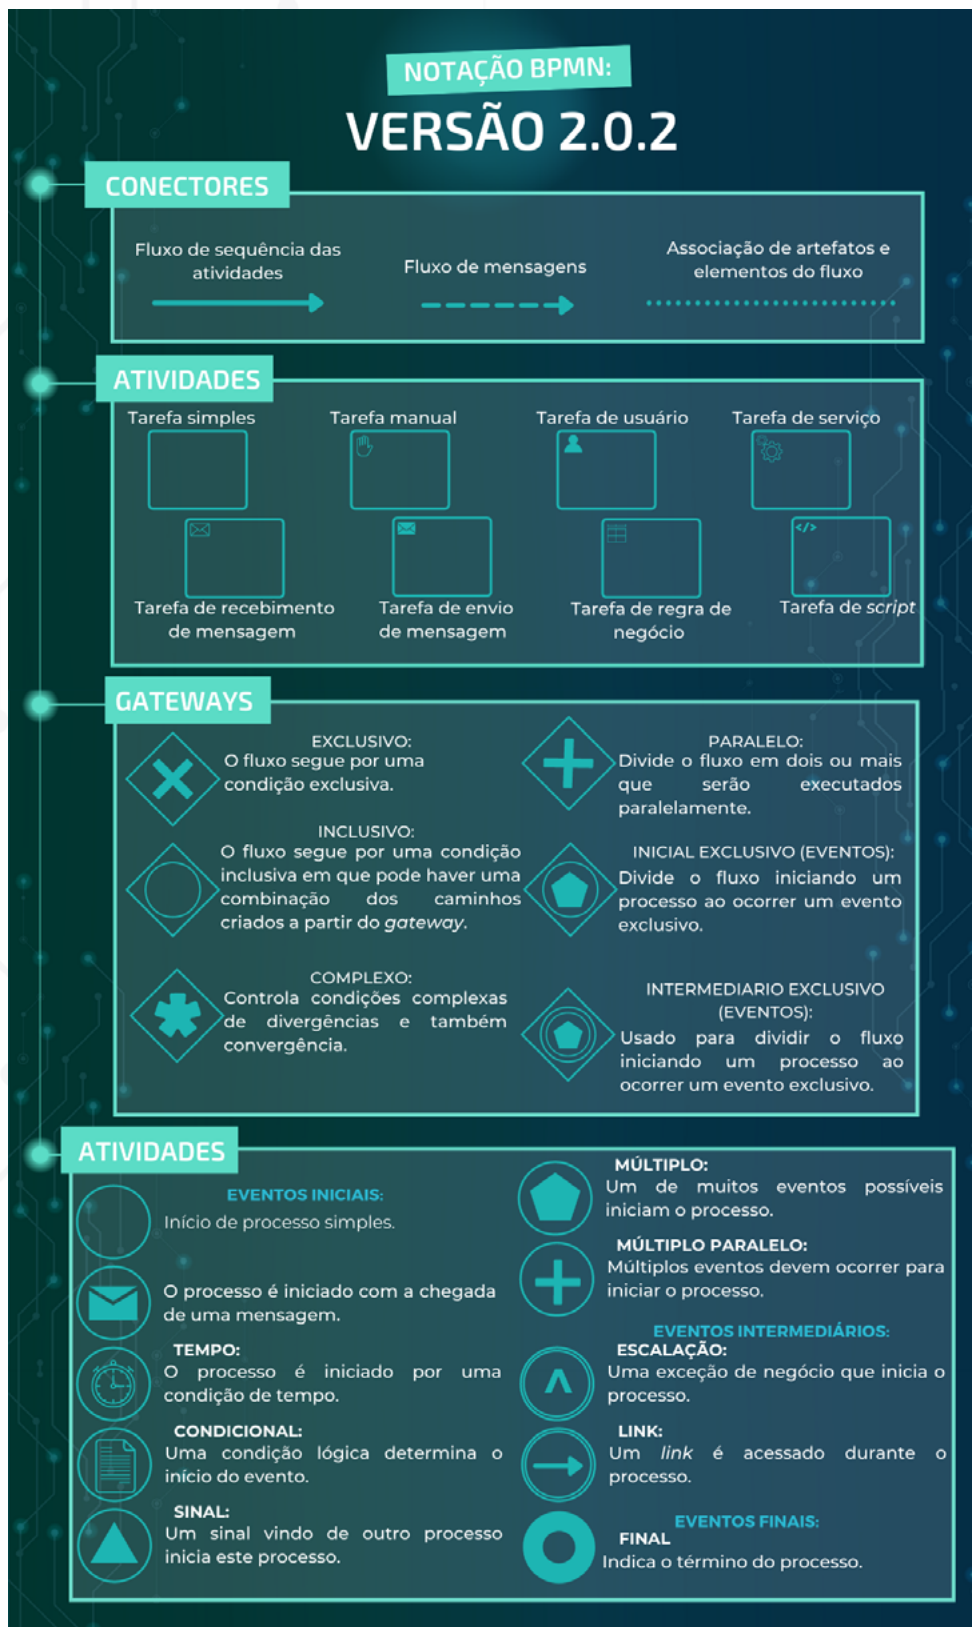 NOTAÇÃO BPMN:
VERSÃO 2.0.2
CONECTORES
Fluxo de sequência das
atividades
Fluxo de mensagens
Associação de artefatos e
elementos do fluxo
ATIVIDADES
Tarefa simples
Tarefa manual
Tarefa de usuário
Tarefa de serviço
</>
Tarefa de recebimento
de mensagem
Tarefa de envio
de mensagem
Tarefa de regra de
negócio
Tarefa de script
GATEWAYS
EXCLUSIVO:
O fluxo segue por uma
condição exclusiva.
PARALELO:
Divide o fluxo em dois ou mais
que serão executados
paralelamente.
INCLUSIVO:
O fluxo segue por uma condição
inclusiva em que pode haver uma
combinação dos caminhos
criados a partir do gateway.
INICIAL EXCLUSIVO (EVENTOS):
Divide o fluxo iniciando um
processo ao ocorrer um evento
exclusivo.
COMPLEXO:
Controla condições complexas
de divergências e também
convergência.
INTERMEDIARIO EXCLUSIVO
(EVENTOS):
Usado para dividir o fluxo
iniciando um processo ao
ocorrer um evento exclusivo.
ATIVIDADES
EVENTOS INICIAIS:
Início de processo simples.
O processo é iniciado com a chegada
de uma mensagem.
TEMPO:
O processo é iniciado por uma
condição de tempo.
CONDICIONAL:
Uma condição lógica determina o
início do evento.
SINAL:
Um sinal vindo de outro processo
inicia este processo.
MÚLTIPLO:
Um de muitos eventos possíveis
iniciam o processo.
MÚLTIPLO PARALELO:
Múltiplos eventos devem ocorrer para
iniciar o processo.
EVENTOS INTERMEDIÁRIOS:
ESCALAÇÃO:
Uma exceção de negócio que inicia o
processo.
LINK:
Um link é acessado durante o
processo.
EVENTOS FINAIS:
FINAL
Indica o término do processo.